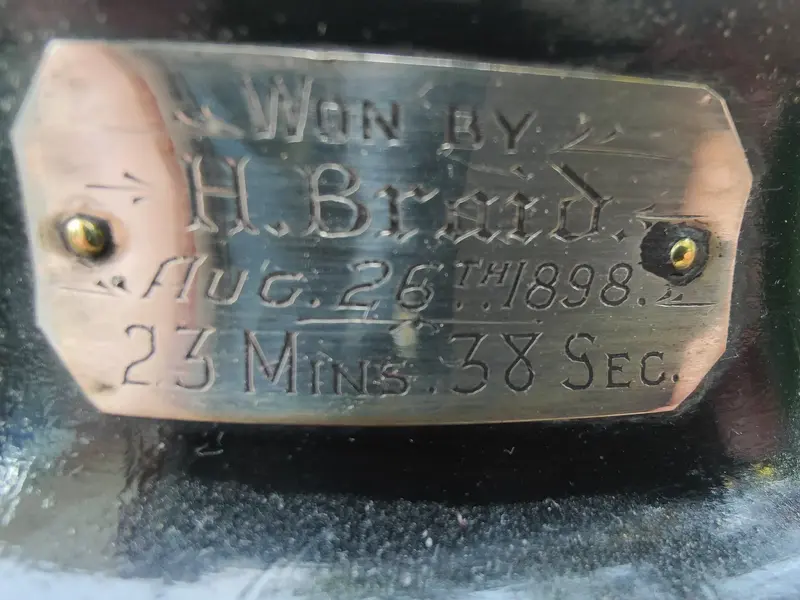 WON BY
H. Braid.
AUG. 26TH 1898.
23 MINS. 38 SEC.